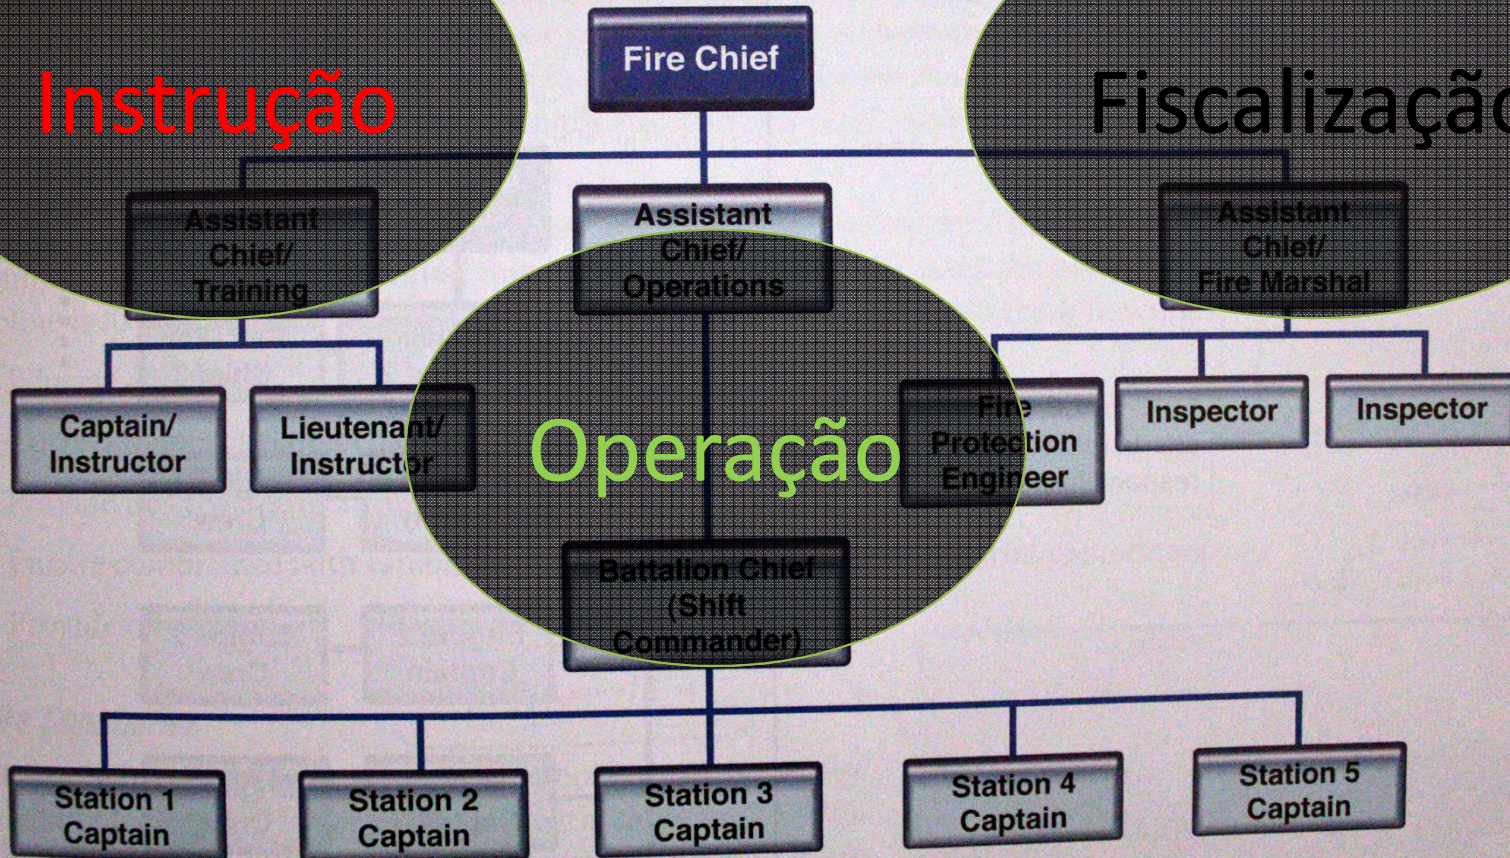 Fire Chief
Instrução
Fiscalização
Assistant
Chief/
Training
Assistant
Chief/
Operations
Assistant
Chief/
Fire Marshal
Captain/
Instructor
Lieutenant/
Instructor
Operação
Fire
Protection
Engineer
Inspector
Inspector
Battalion Chief
(Shift
Commander)
Station 1
Captain
Station 2
Captain
Station 3
Captain
Station 4
Captain
Station 5
Captain